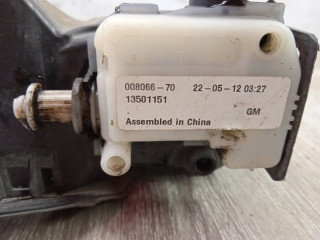 008066-70 22-05-12 03:27
13501151
GM
Assembled in China